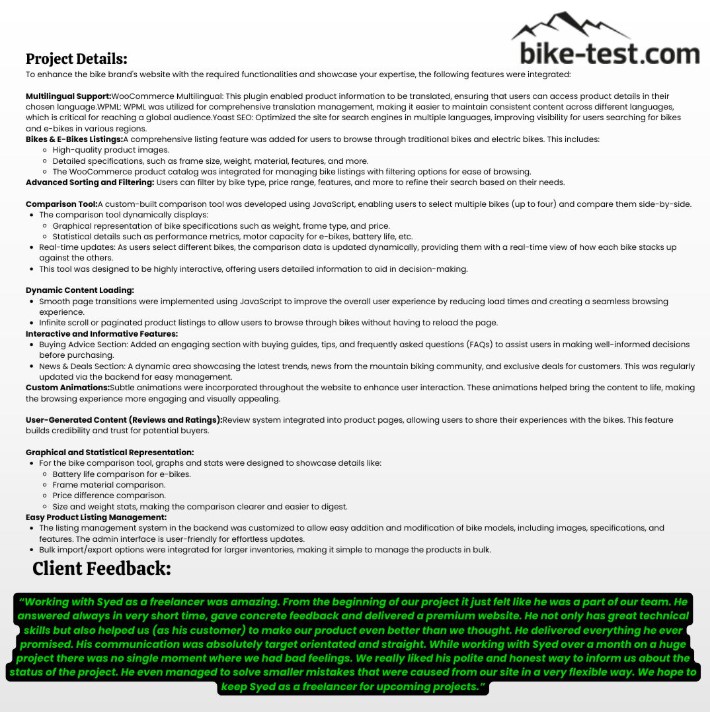 bike-test.com
Project Details:
To enhance the bike brand's website with the required functionalities and showcase your expertise, the following features were integrated:
Multilingual Support:WooCommerce Multilingual: This plugin enabled product information to be translated, ensuring that users can access product details in their
chosen language.WPML: WPML was utilized for comprehensive translation management, making it easier to maintain consistent content across different languages,
which is critical for reaching a global audience.Yoast SEO: Optimized the site for search engines in multiple languages, improving visibility for users searching for bikes
and e-bikes in various regions.
Bikes & E-Bikes Listings:A comprehensive listing feature was added for users to browse through traditional bikes and electric bikes. This includes:
High-quality product images.
Detailed specifications, such as frame size, weight, material, features, and more.
The WooCommerce product catalog was integrated for managing bike listings with filtering options for ease of browsing.
Advanced Sorting and Filtering: Users can filter by bike type, price range, features, and more to refine their search based on their needs.
Comparison Tool:A custom-built comparison tool was developed using JavaScript, enabling users to select multiple bikes (up to four) and compare them side-by-side.
• The comparison tool dynamically displays:
Graphical representation of bike specifications such as weight, frame type, and price.
Statistical details such as performance metrics, motor capacity for e-bikes, battery life, etc.
• Real-time updates: As users select different bikes, the comparison data is updated dynamically, providing them with a real-time view of how each bike stacks up
against the others.
• This tool was designed to be highly interactive, offering users detailed information to aid in decision-making.
Dynamic Content Loading:
• Smooth page transitions were implemented using JavaScript to improve the overall user experience by reducing load times and creating a seamless browsing
experience.
• Infinite scroll or paginated product listings to allow users to browse through bikes without having to reload the page.
Interactive and Informative Features:
• Buying Advice Section: Added an engaging section with buying guides, tips, and frequently asked questions (FAQs) to assist users in making well-informed decisions
before purchasing.
• News & Deals Section: A dynamic area showcasing the latest trends, news from the mountain biking community, and exclusive deals for customers. This was regularly
updated via the backend for easy management.
Custom Animations:Subtle animations were incorporated throughout the website to enhance user interaction. These animations helped bring the content to life, making
the browsing experience more engaging and visually appealing.
User-Generated Content (Reviews and Ratings):Review system integrated into product pages, allowing users to share their experiences with the bikes. This feature
builds credibility and trust for potential buyers.
Graphical and Statistical Representation:
• For the bike comparison tool, graphs and stats were designed to showcase details like:
Battery life comparison for e-bikes.
Frame material comparison.
Price difference comparison.
Size and weight stats, making the comparison clearer and easier to digest.
Easy Product Listing Management:
• The listing management system in the backend was customized to allow easy addition and modification of bike models, including images, specifications, and
features. The admin interface is user-friendly for effortless updates.
• Bulk import/export options were integrated for larger inventories, making it simple to manage the products in bulk.
Client Feedback:
"Working with Syed as a freelancer was amazing. From the beginning of our project it just felt like he was a part of our team. He
answered always in very short time, gave concrete feedback and delivered a premium website. He not only has great technical
skills but also helped us (as his customer) to make our product even better than we thought. He delivered everything he ever
promised. His communication was absolutely target orientated and straight. While working with Syed over a month on a huge
project there was no single moment where we had bad feelings. We really liked his polite and honest way to inform us about the
status of the project. He even managed to solve smaller mistakes that were caused from our site in a very flexible way. We hope to
keep Syed as a freelancer for upcoming projects."